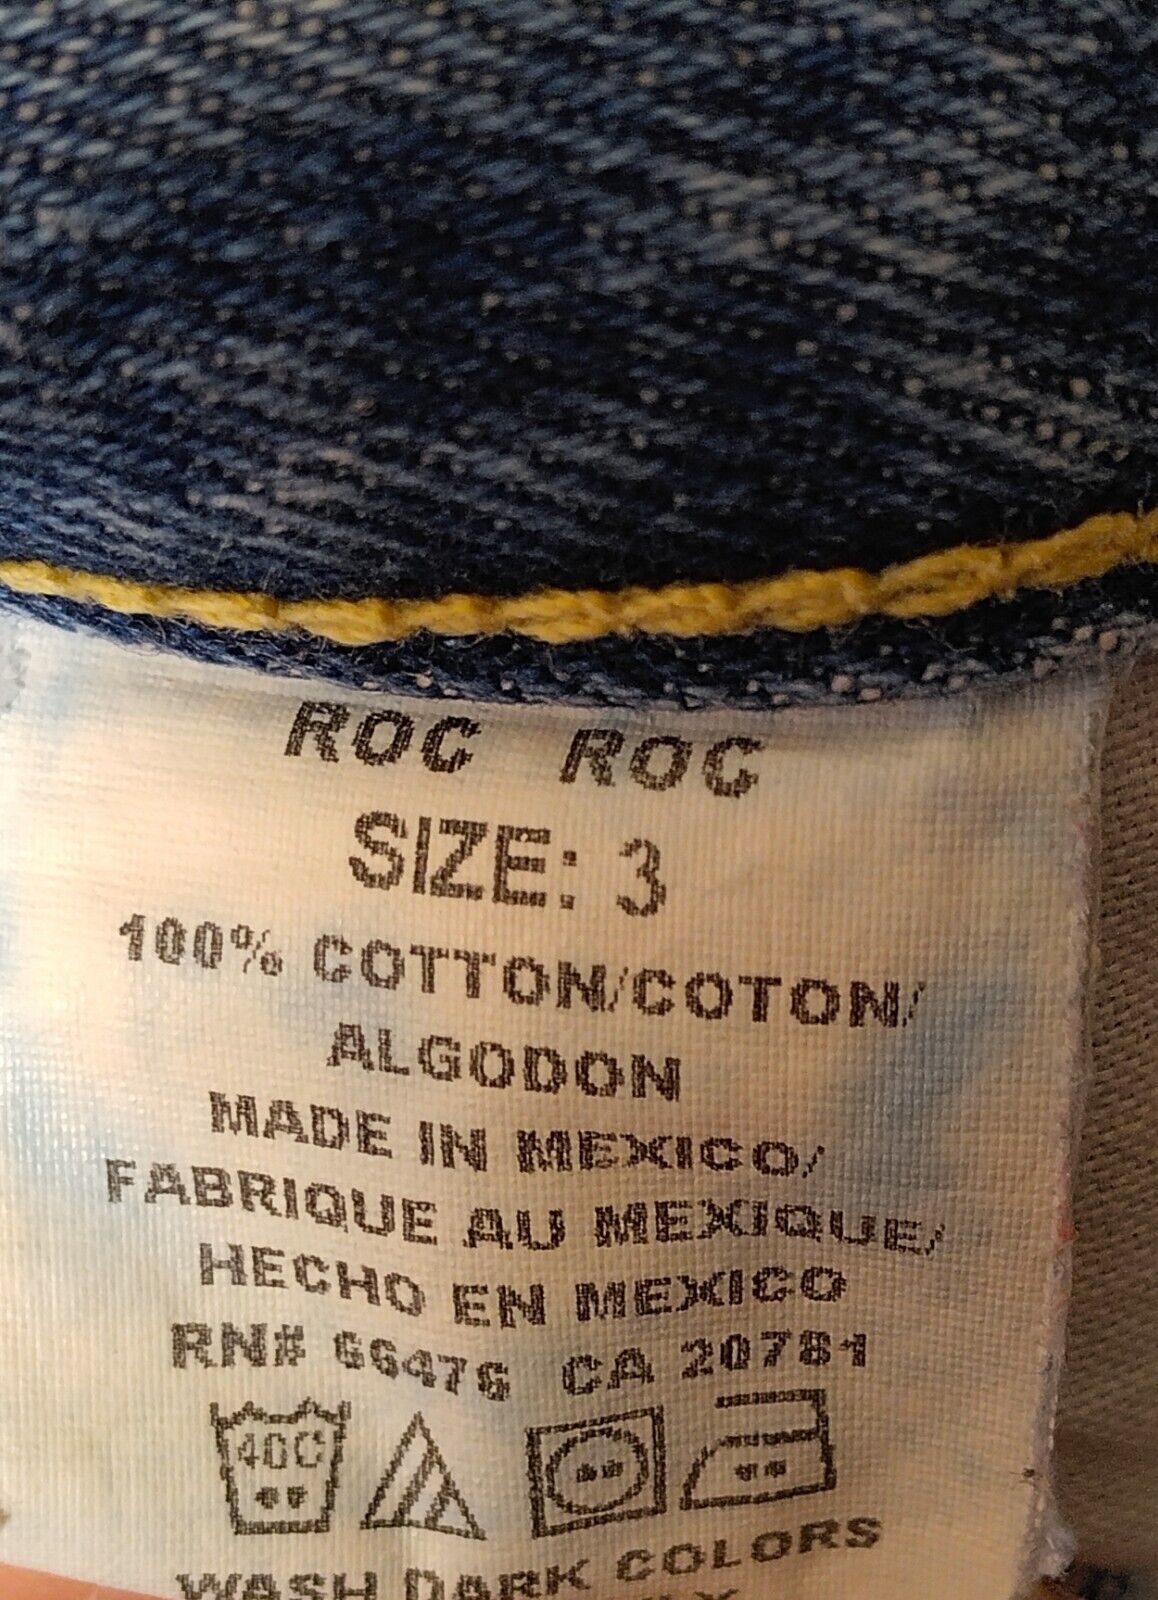 ROC ROC
SIZE: 3
100% COTTON/COTON/
ALGODON
MADE IN MEXICO/
FABRIQUE AU MEXIQUE/
HECHO EN MEXICO
RN# 66476 CA 20781
40C
WASH DARK COLORS